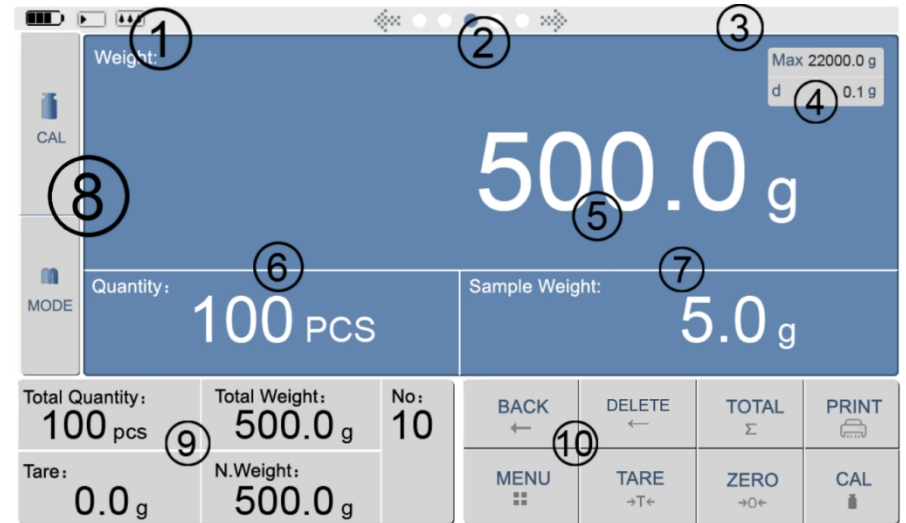 ① ② ③
Weight:
Max 22000.0 g
d 0.1 g
④
CAL
500.0 g
⑤
⑧
⑥ ⑦
MODE
Quantity:
100 PCS
Sample Weight:
5.0 g
Total Quantity:
100 pcs
Total Weight:
500.0 g
No:
10
⑨
Tare:
0.0 g
N.Weight:
500.0 g
BACK
←
DELETE
←
TOTAL
Σ
PRINT
⑩
MENU
TARE
→T←
ZERO
→0←
CAL